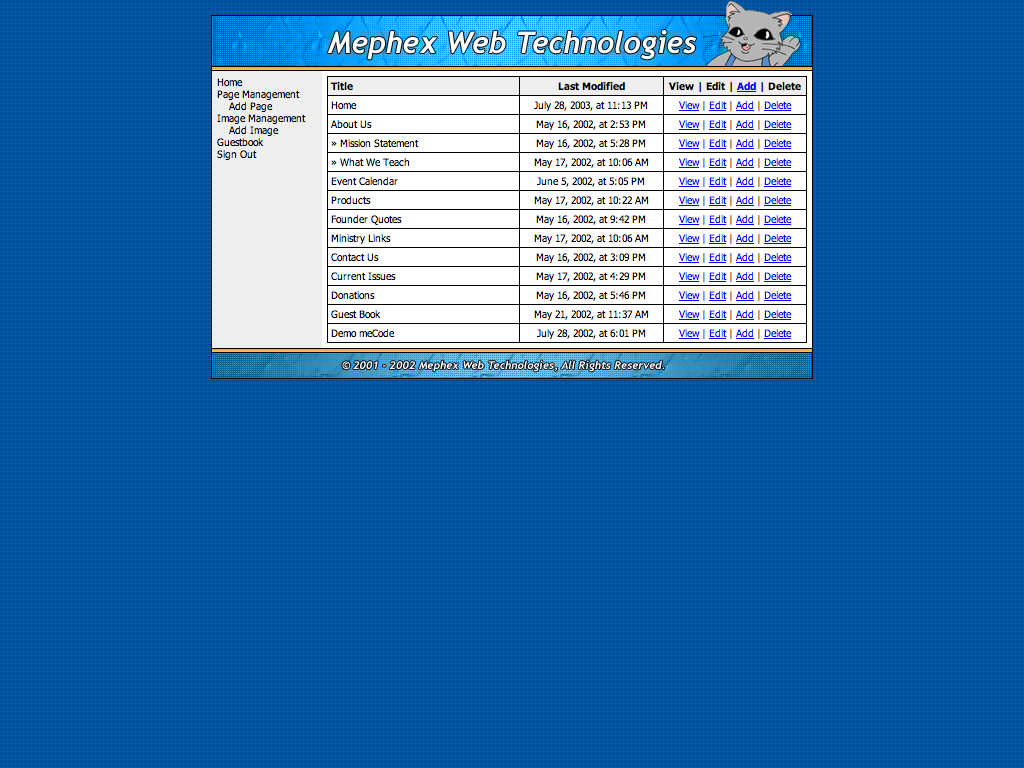 Mephex Web Technologies
Home
Page Management
Add Page
Image Management
Add Image
Guestbook
Sign Out
Title Last Modified View | Edit | Add | Delete
Home July 28, 2003, at 11:13 PM View | Edit | Add | Delete
About Us May 16, 2002, at 2:53 PM View | Edit | Add | Delete
» Mission Statement May 16, 2002, at 5:28 PM View | Edit | Add | Delete
» What We Teach May 17, 2002, at 10:06 AM View | Edit | Add | Delete
Event Calendar June 5, 2002, at 5:05 PM View | Edit | Add | Delete
Products May 17, 2002, at 10:22 AM View | Edit | Add | Delete
Founder Quotes May 16, 2002, at 9:42 PM View | Edit | Add | Delete
Ministry Links May 17, 2002, at 10:06 AM View | Edit | Add | Delete
Contact Us May 16, 2002, at 3:09 PM View | Edit | Add | Delete
Current Issues May 17, 2002, at 4:29 PM View | Edit | Add | Delete
Donations May 16, 2002, at 5:46 PM View | Edit | Add | Delete
Guest Book May 21, 2002, at 11:37 AM View | Edit | Add | Delete
Demo meCode July 28, 2002, at 6:01 PM View | Edit | Add | Delete
© 2001 - 2002 Mephex Web Technologies, All Rights Reserved.